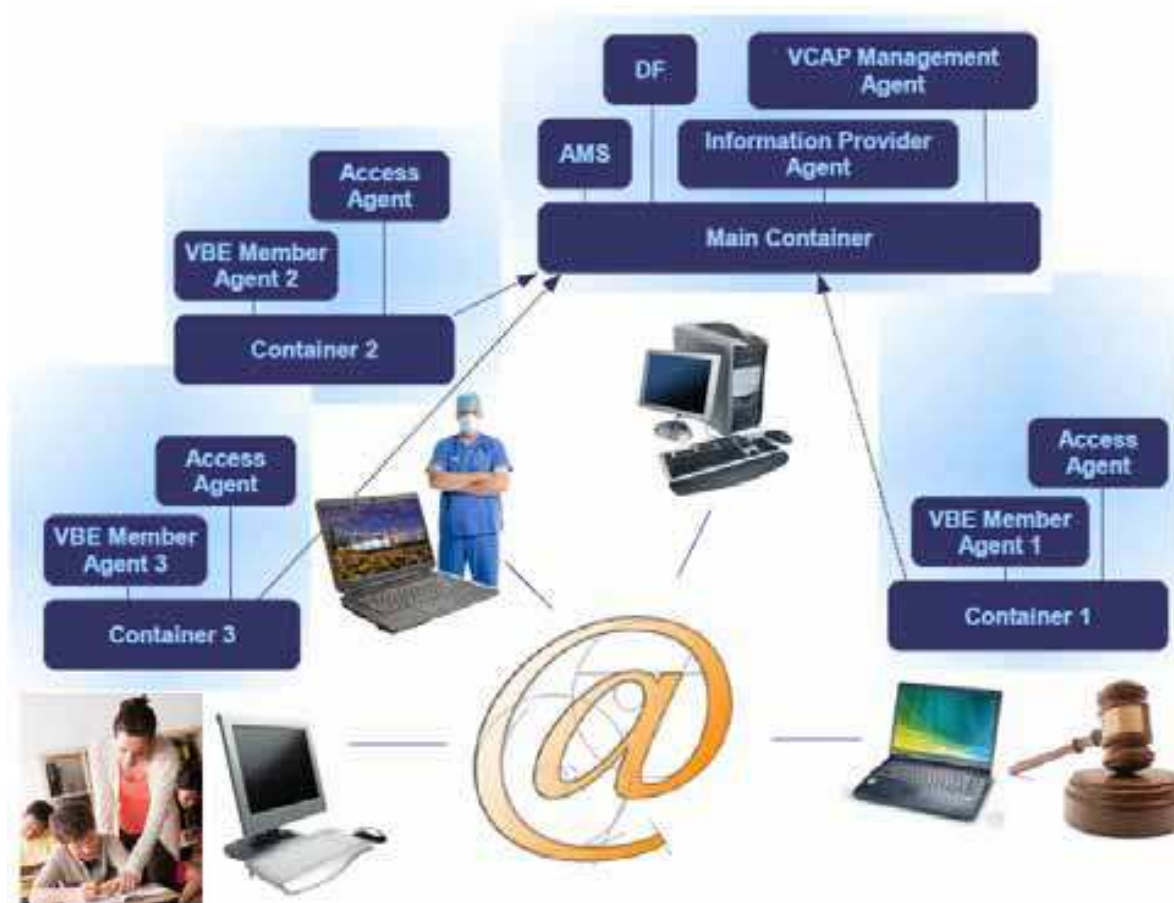 DF
VCAP Management
Agent
AMS
Information Provider
Agent
Main Container
Access
Agent
VBE Member
Agent 2
Container 2
Access
Agent
VBE Member
Agent 3
Container 3
Access
Agent
VBE Member
Agent 1
Container 1
@